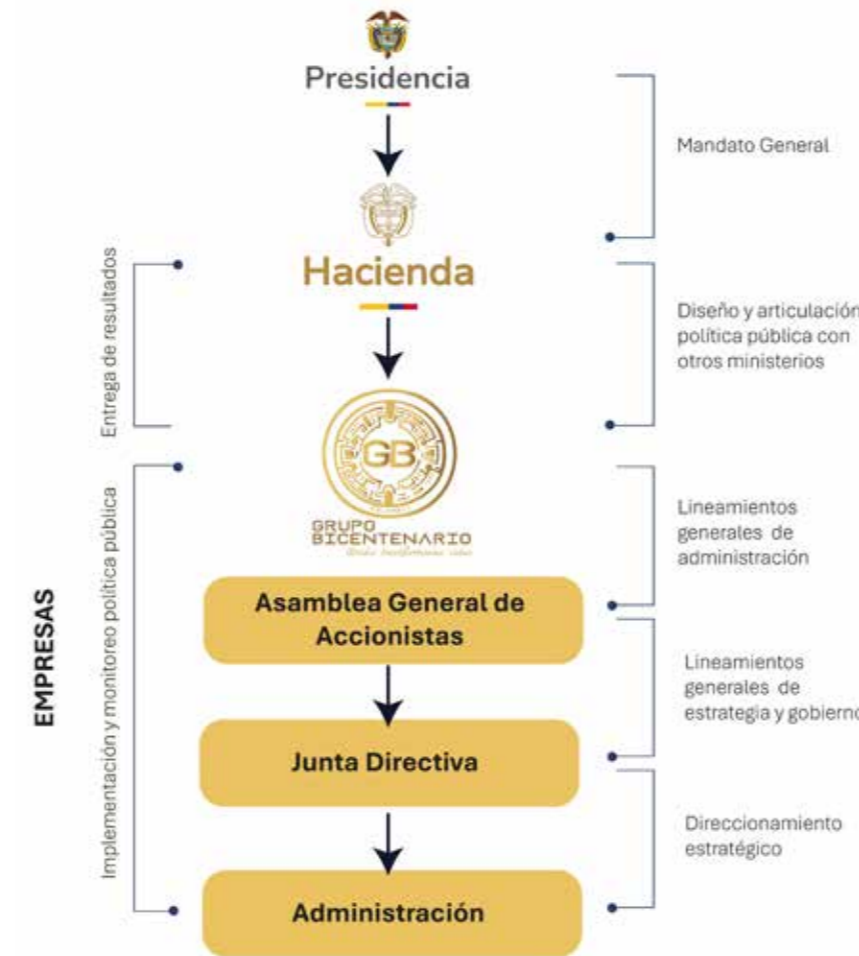 Presidencia
Mandato General
Hacienda
Entrega de resultados
Diseño y articulación
política pública con
otros ministerios
GB
GRUPO
BICENTENARIO
Lineamientos
generales de
administración
EMPRESAS
Implementación y monitoreo política pública
Asamblea General de
Accionistas
Lineamientos
generales de
estrategia y gobierno
Junta Directiva
Direccionamiento
estratégico
Administración